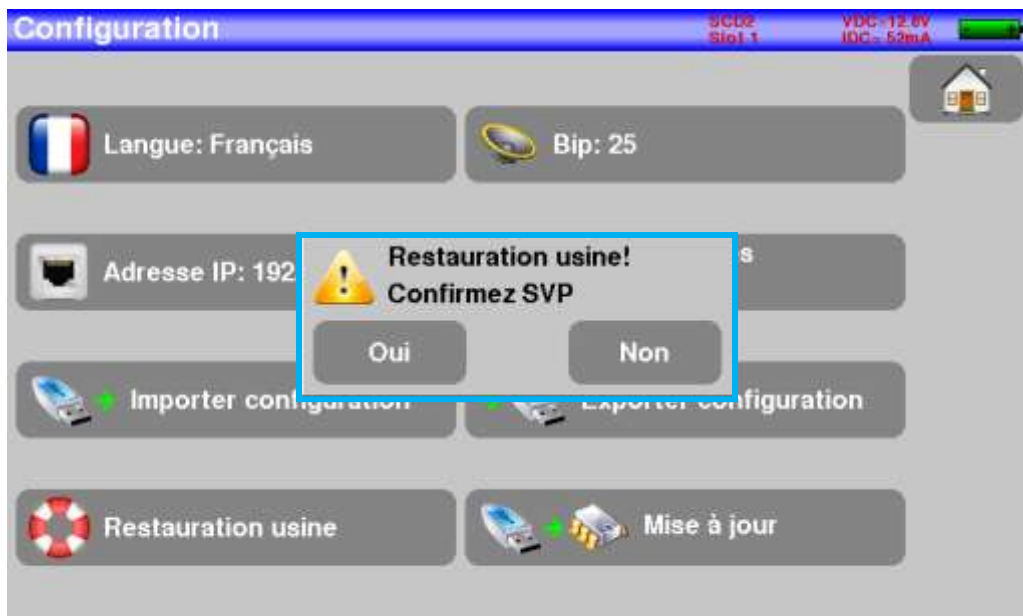 Configuration
SCD2
Slot 1
VDC=12.8V
IDC= 52mA
Langue: Français
Bip: 25
Adresse IP: 192
s
Restauration usine!
Confirmez SVP
Oui
Non
Importer configuration
Exporter configuration
Restauration usine
Mise à jour